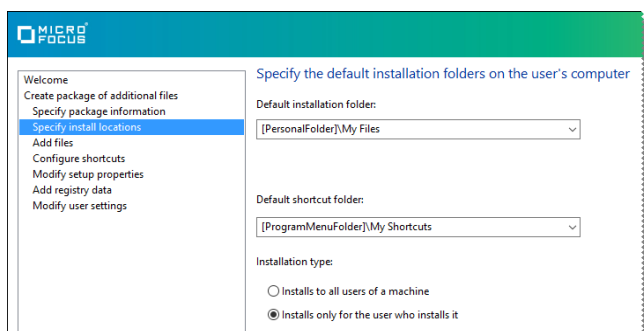 MICRO
FOCUS
Welcome
Create package of additional files
Specify package information
Specify install locations
Add files
Configure shortcuts
Modify setup properties
Add registry data
Modify user settings
Specify the default installation folders on the user's computer
Default installation folder:
[PersonalFolder]\My Files
Default shortcut folder:
[ProgramMenuFolder]\My Shortcuts
Installation type:
Installs to all users of a machine
Installs only for the user who installs it